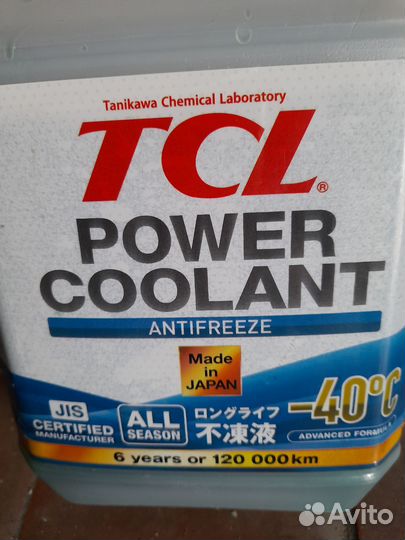 Tanikawa Chemical Laboratory
TCL®
POWER
COOLANT
ANTIFREEZE
Made
in
JAPAN
JIS
CERTIFIED
MANUFACTURER
ALL
SEASON
ロングライフ
不凍液
-40°C
ADVANCED FORMULA
6 years or 120 000km
Avito